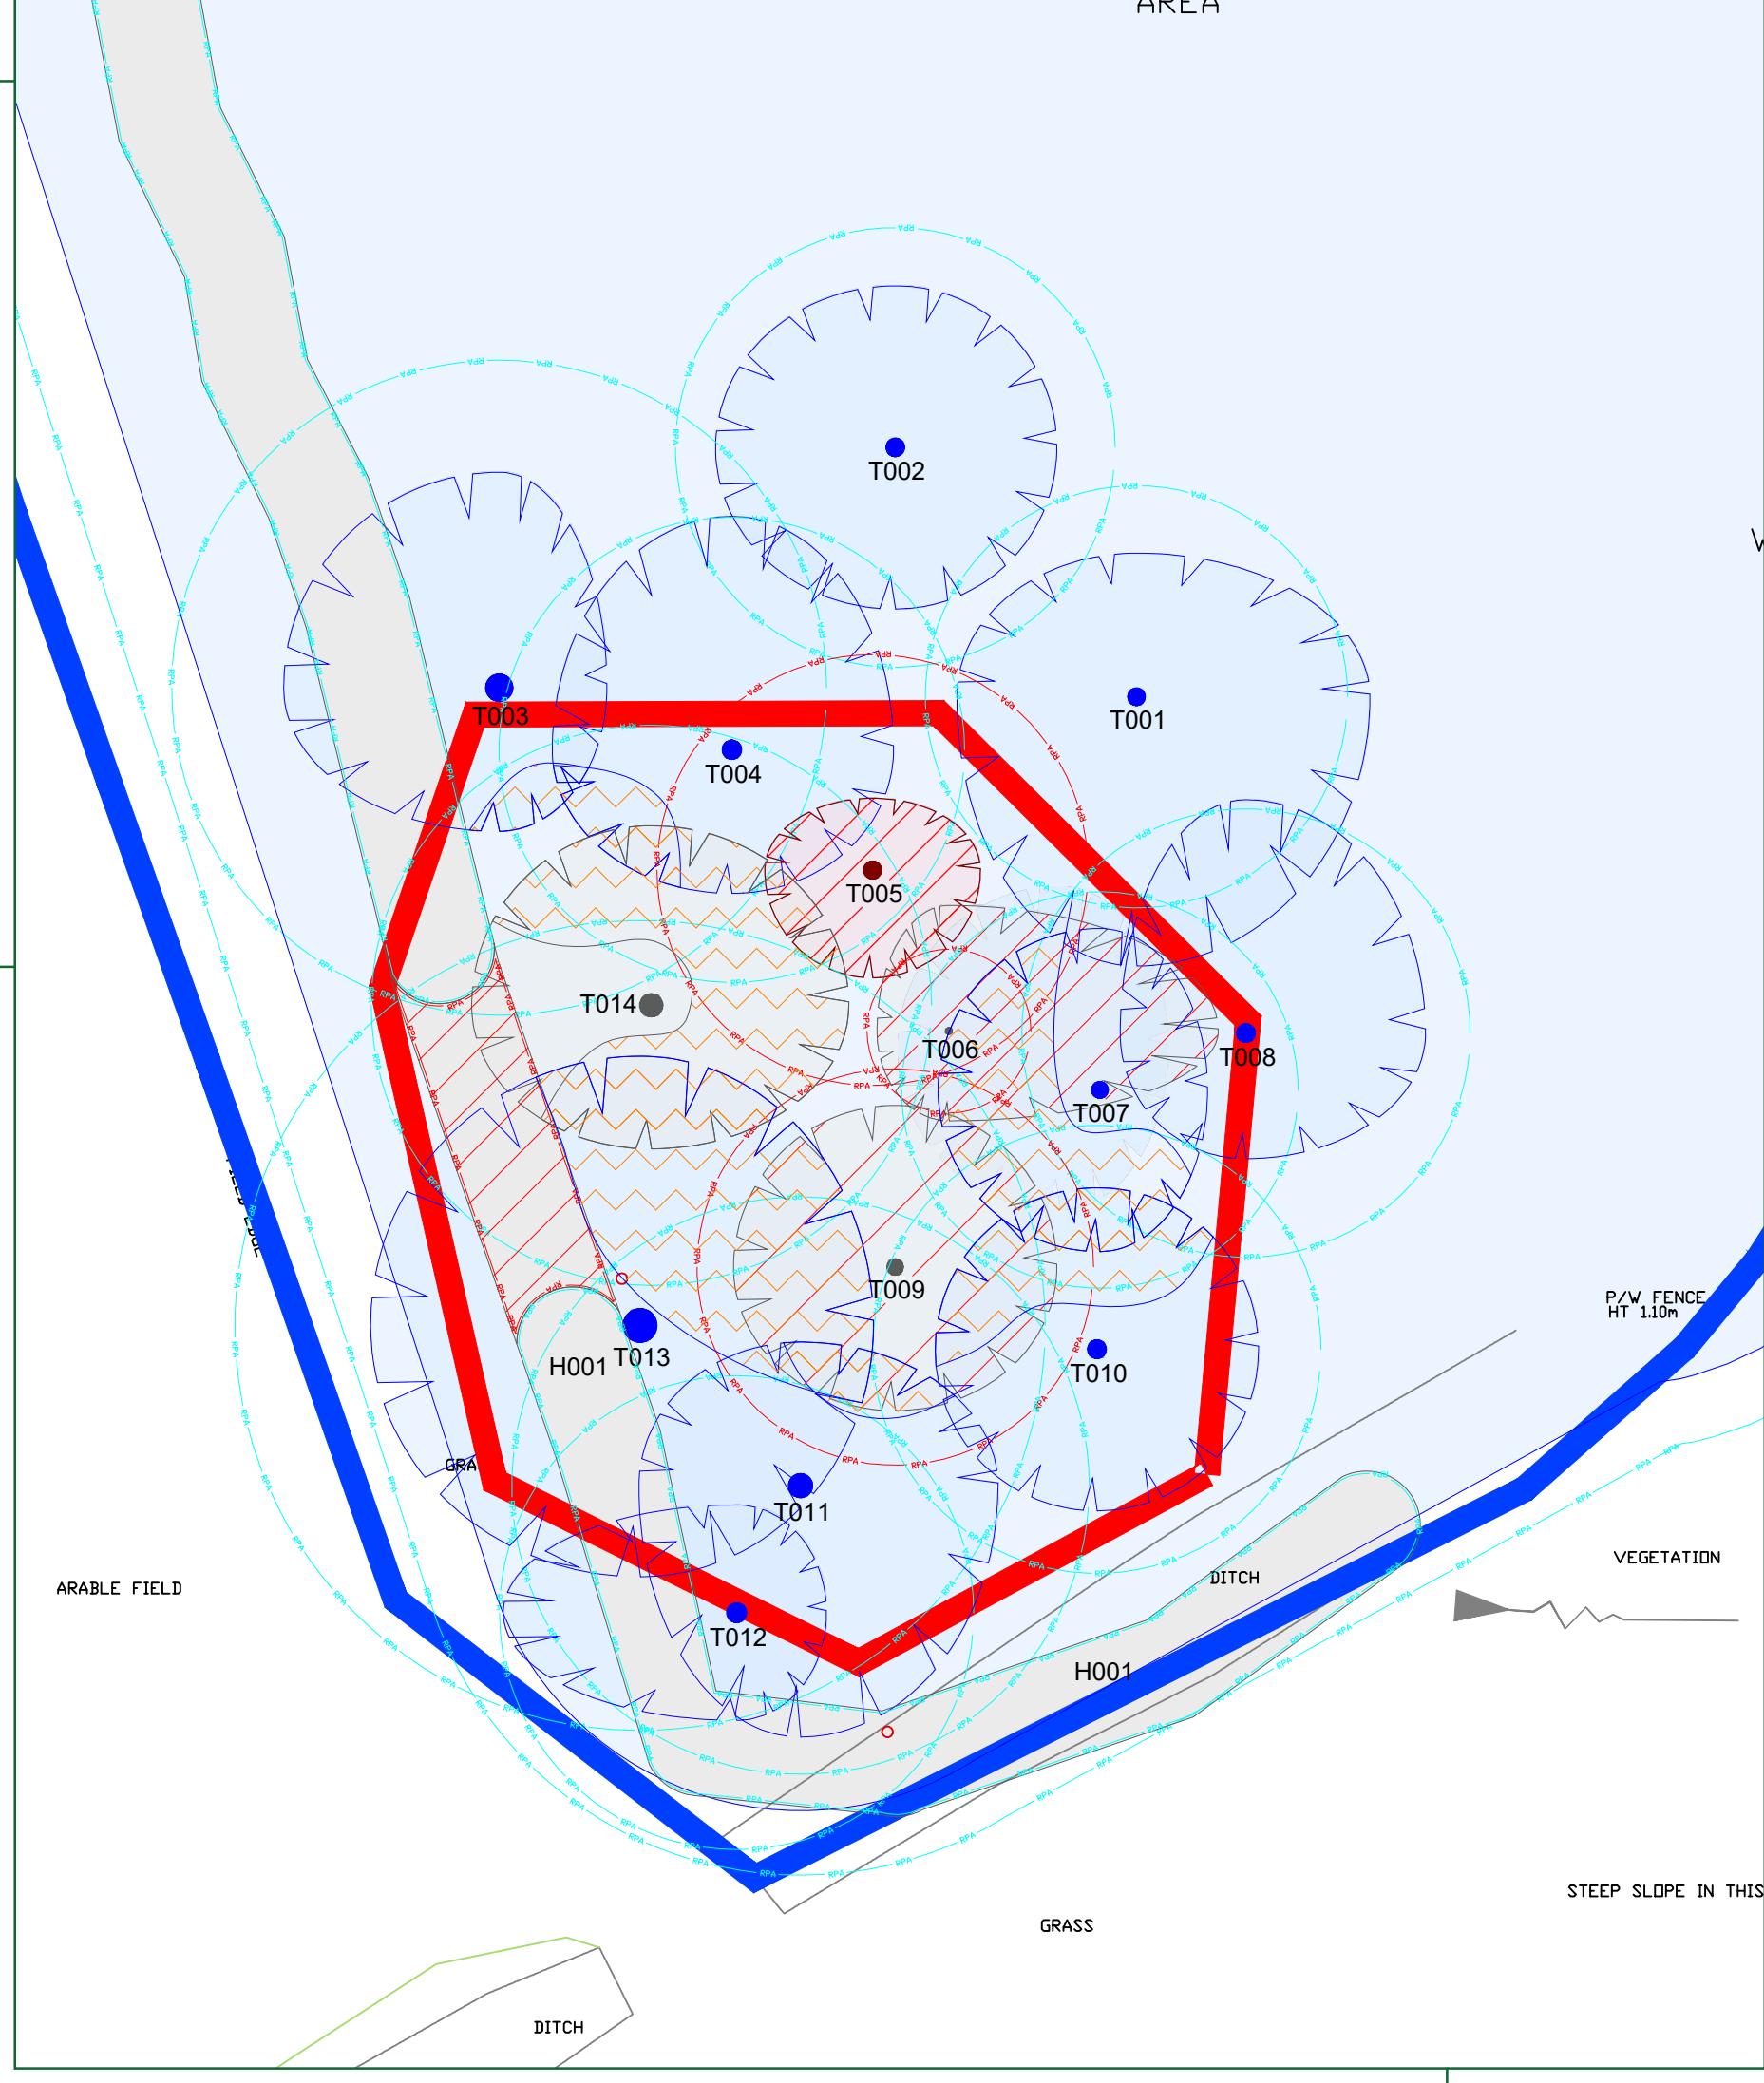 AREA
T002
T003
T001
T004
T005
T014
T006
T008
T007
T009
P/W FENCE
HT 1.10m
H001
T013
T010
T011
VEGETATION
DITCH
ARABLE FIELD
T012
H001
STEEP SLOPE IN THIS
GRASS
DITCH
RPA